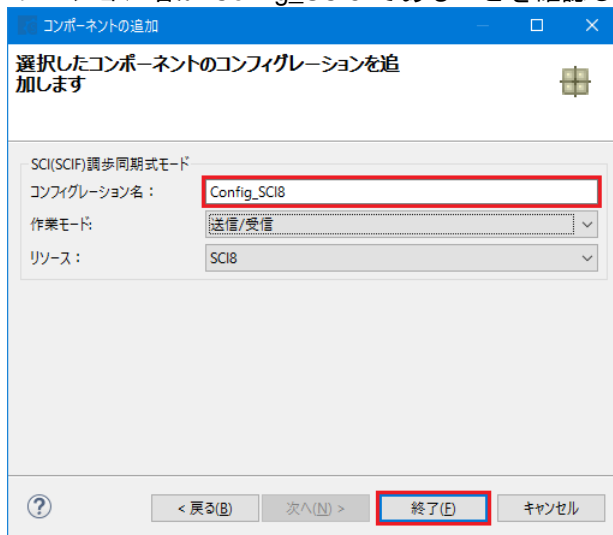 コンポーネントの追加
選択したコンポーネントのコンフィグレーションを追
加します
SCI(SCIF)調歩同期式モード
コンフィグレーション名： Config_SCI8
作業モード: 送信/受信
リソース： SCI8
< 戻る(B) 次へ(N) > 終了(F) キャンセル